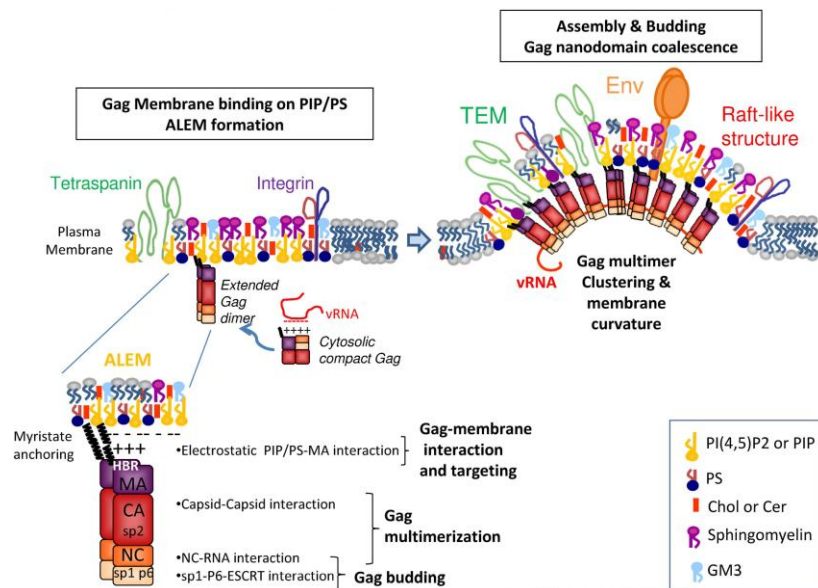 Assembly & Budding
Gag nanodomain coalescence
Gag Membrane binding on PIP/PS
ALEM formation
Env
TEM
Raft-like
structure
Tetraspanin
Integrin
Plasma
Membrane
Extended
Gag
dimer
vRNA
++++
Cytosolic
compact Gag
vRNA
Gag multimer
Clustering &
membrane
curvature
ALEM
Myristate
anchoring
+++
HBR
MA
CA
sp2
NC
sp1 p6
•Electrostatic PIP/PS-MA interaction
Gag-membrane
interaction
and targeting
•Capsid-Capsid interaction
Gag
multimerization
•NC-RNA interaction
•sp1-P6-ESCRT interaction
Gag budding
PI(4,5)P2 or PIP
PS
Chol or Cer
Sphingomyelin
GM3